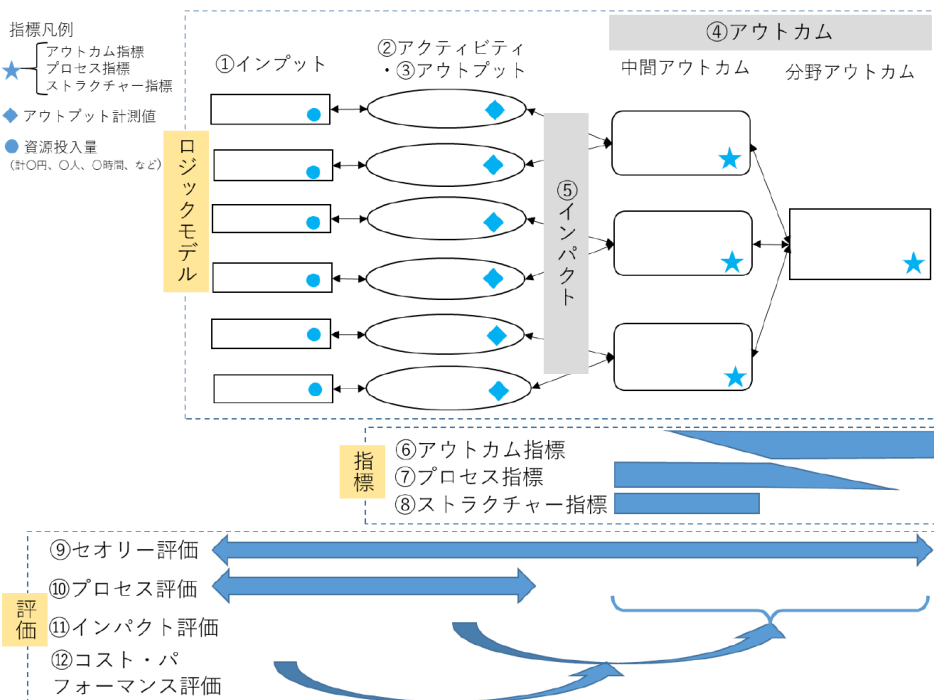 指標凡例
アウトカム指標
プロセス指標
ストラクチャー指標
アウトプット計測値
資源投入量
(計〇円、〇人、〇時間、など)
ロジックモデル
①インプット
②アクティビティ
・③アウトプット
④アウトカム
中間アウトカム
分野アウトカム
⑤インパクト
指標
⑥アウトカム指標
⑦プロセス指標
⑧ストラクチャー指標
評価
⑨セオリー評価
⑩プロセス評価
⑪インパクト評価
⑫コスト・パ
フォーマンス評価